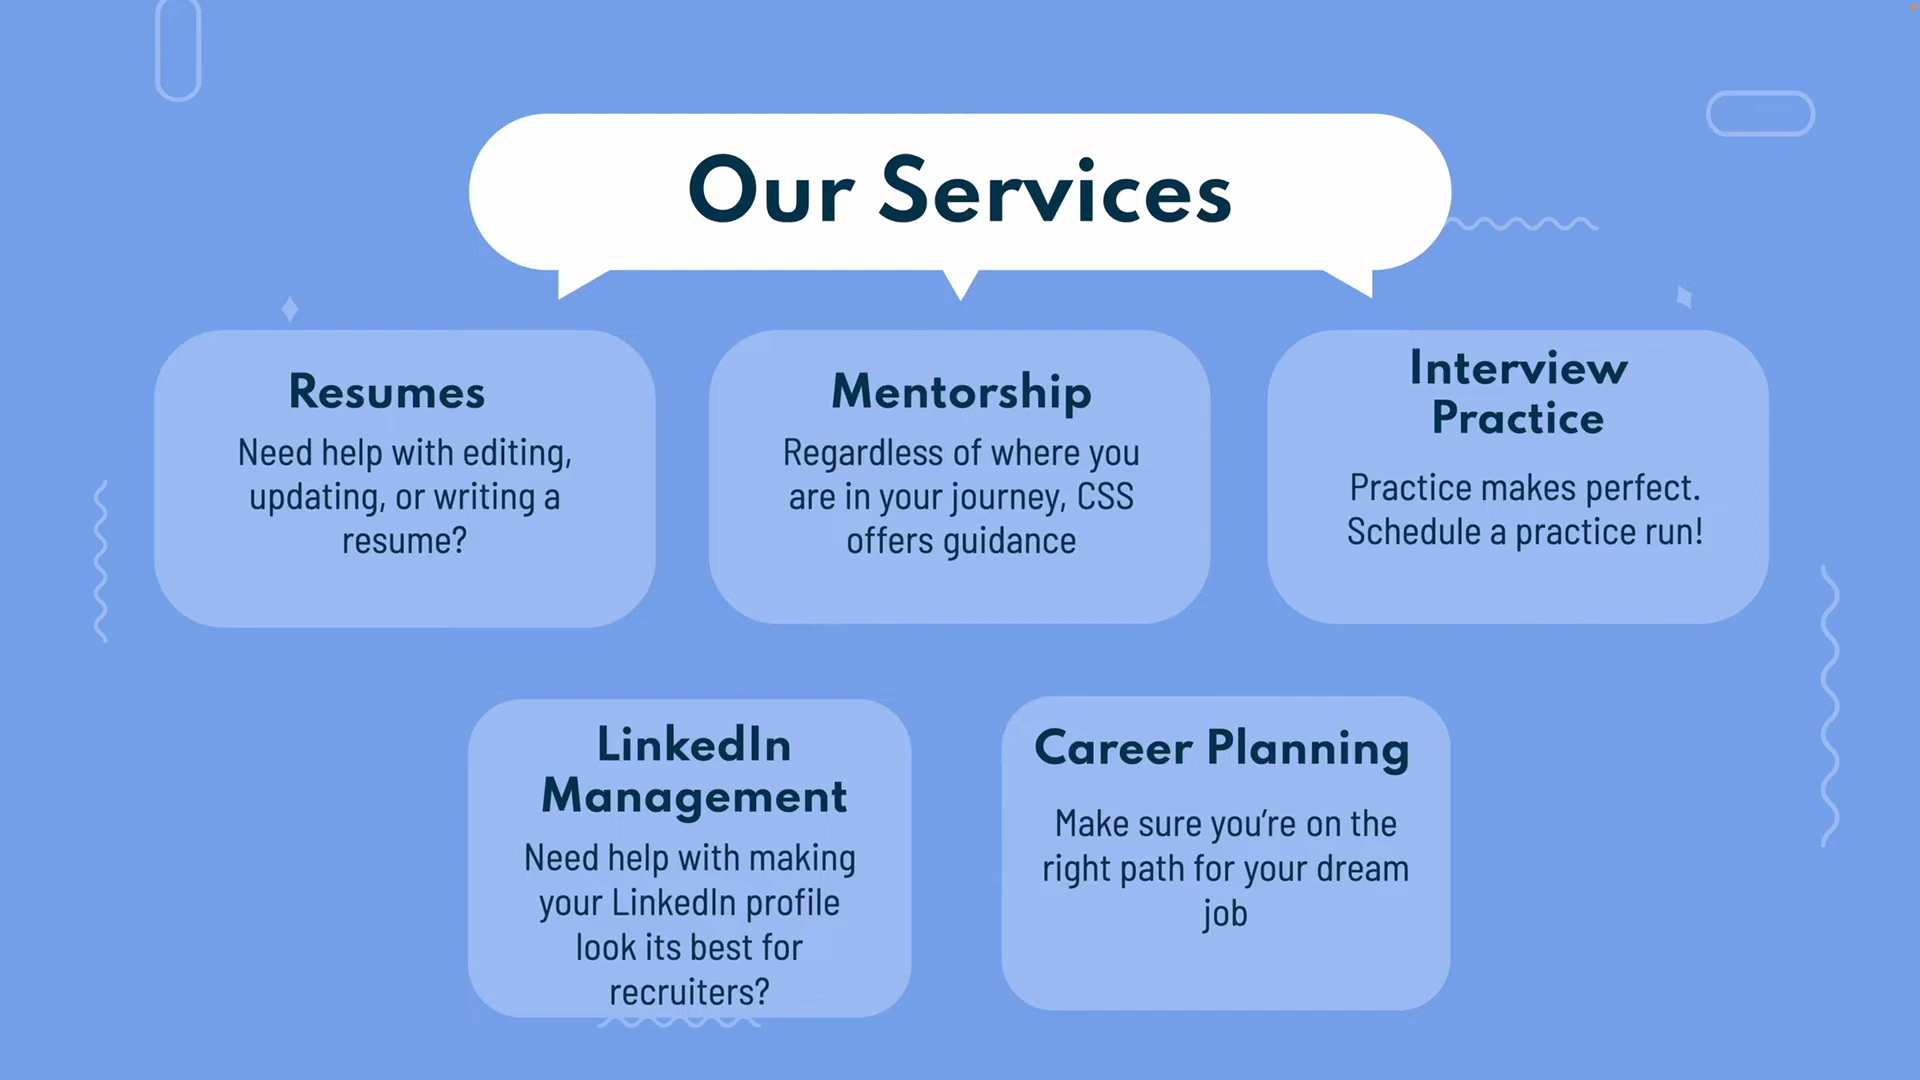 Our Services
Resumes
Need help with editing,
updating, or writing a
resume?
Mentorship
Regardless of where you
are in your journey, CSS
offers guidance
Interview
Practice
Practice makes perfect.
Schedule a practice run!
LinkedIn
Management
Need help with making
your LinkedIn profile
look its best for
recruiters?
Career Planning
Make sure you’re on the
right path for your dream
job